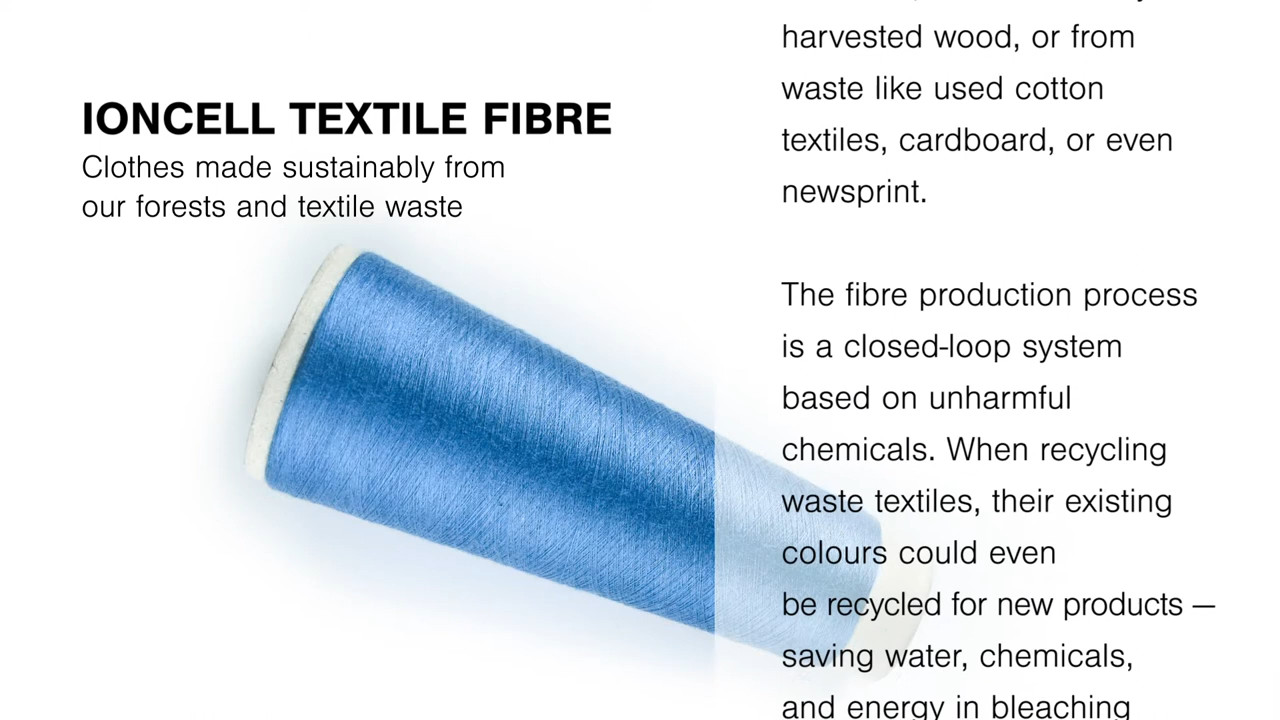 IONCELL TEXTILE FIBRE
Clothes made sustainably from
our forests and textile waste
harvested wood, or from
waste like used cotton
textiles, cardboard, or even
newsprint.
The fibre production process
is a closed-loop system
based on unharmful
chemicals. When recycling
waste textiles, their existing
colours could even
be recycled for new products —
saving water, chemicals,
and energy in bleaching